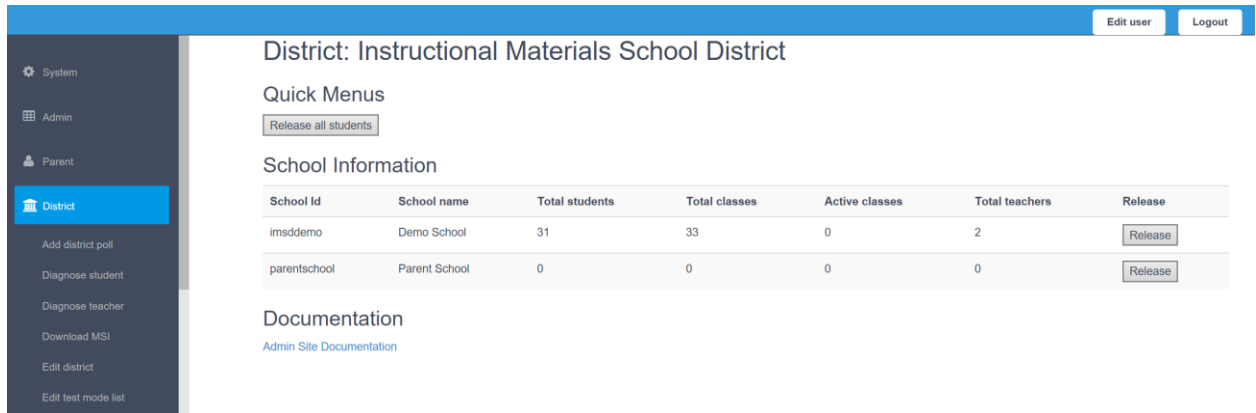 Edit user Logout
System
Admin
Parent
District
Add district poll
Diagnose student
Diagnose teacher
Download MSI
Edit district
Edit test mode list
District: Instructional Materials School District
Quick Menus
Release all students
School Information
School Id School name Total students Total classes Active classes Total teachers Release
imsddemo Demo School 31 33 0 2 Release
parentschool Parent School 0 0 0 0 Release
Documentation
Admin Site Documentation